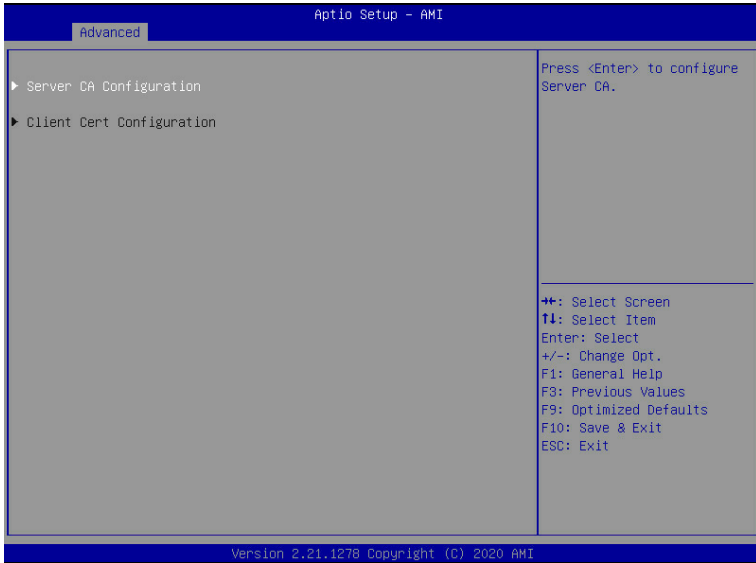 Aptio Setup – AMI
Advanced
▶ Server CA Configuration
▶ Client Cert Configuration
Press <Enter> to configure
Server CA.
→←: Select Screen
↑↓: Select Item
Enter: Select
+/-: Change Opt.
F1: General Help
F3: Previous Values
F9: Optimized Defaults
F10: Save & Exit
ESC: Exit
Version 2.21.1278 Copyright (C) 2020 AMI